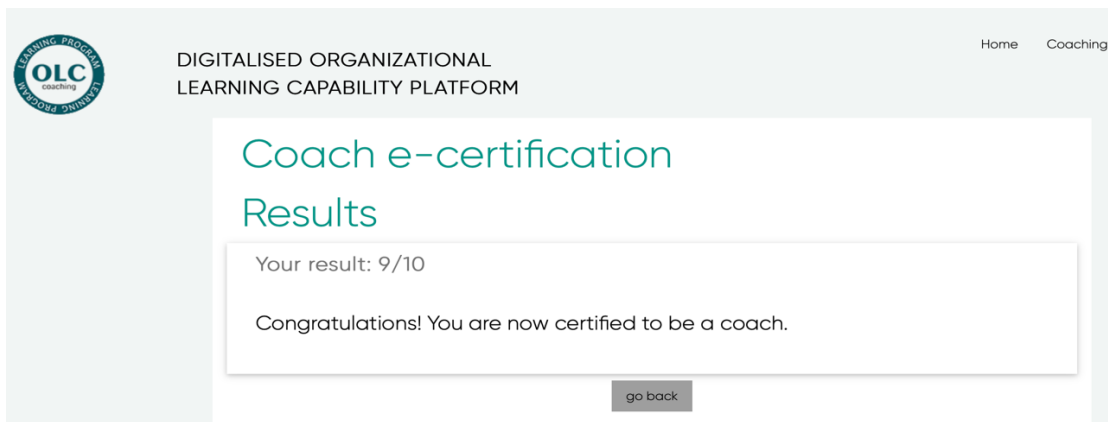 LEARNING PROGRAM
OLC
coaching
LEARNING PROGRAM
DIGITALISED ORGANIZATIONAL
LEARNING CAPABILITY PLATFORM
Home Coaching
Coach e-certification
Results
Your result: 9/10
Congratulations! You are now certified to be a coach.
go back